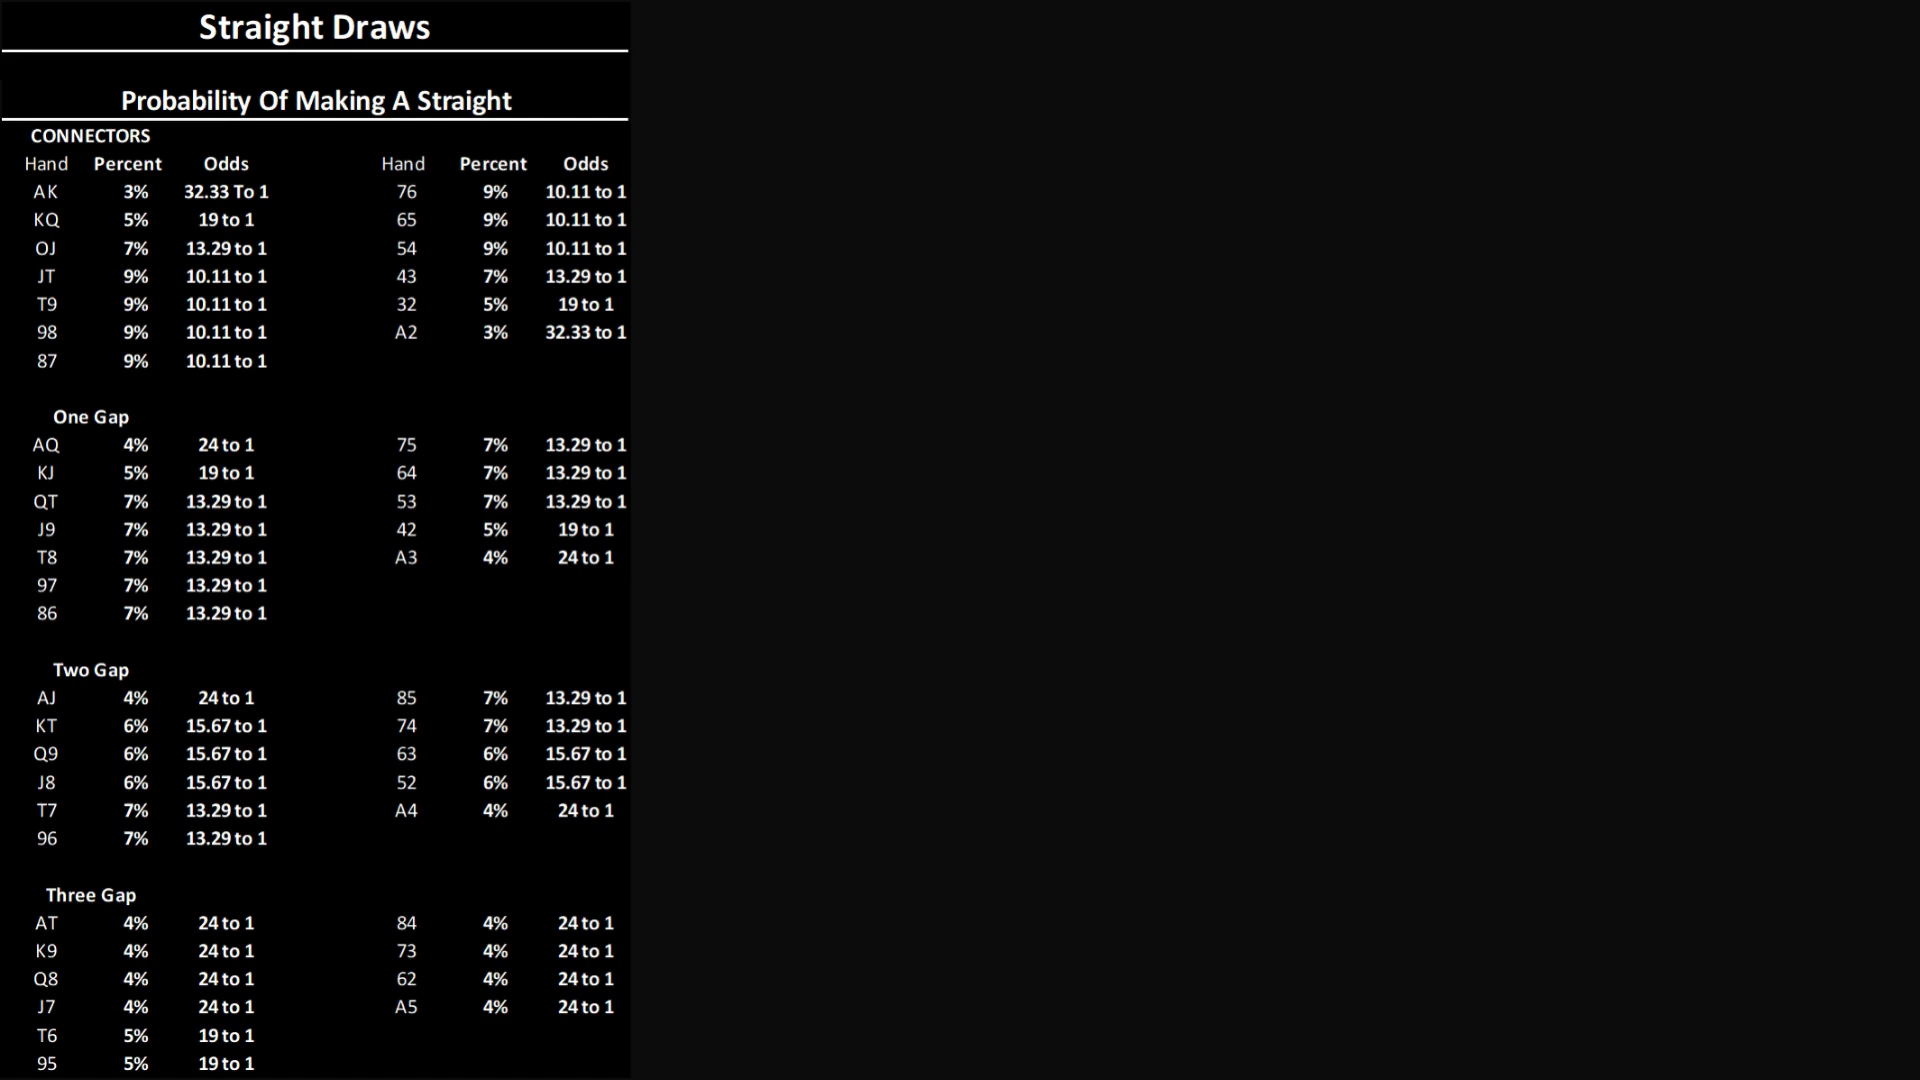 Straight Draws
Probability Of Making A Straight
CONNECTORS
Hand Percent Odds Hand Percent Odds
AK 3% 32.33 To 1 76 9% 10.11 to 1
KQ 5% 19 to 1 65 9% 10.11 to 1
OJ 7% 13.29 to 1 54 9% 10.11 to 1
JT 9% 10.11 to 1 43 7% 13.29 to 1
T9 9% 10.11 to 1 32 5% 19 to 1
98 9% 10.11 to 1 A2 3% 32.33 to 1
87 9% 10.11 to 1
One Gap
AQ 4% 24 to 1 75 7% 13.29 to 1
KJ 5% 19 to 1 64 7% 13.29 to 1
QT 7% 13.29 to 1 53 7% 13.29 to 1
J9 7% 13.29 to 1 42 5% 19 to 1
T8 7% 13.29 to 1 A3 4% 24 to 1
97 7% 13.29 to 1
86 7% 13.29 to 1
Two Gap
AJ 4% 24 to 1 85 7% 13.29 to 1
KT 6% 15.67 to 1 74 7% 13.29 to 1
Q9 6% 15.67 to 1 63 6% 15.67 to 1
J8 6% 15.67 to 1 52 6% 15.67 to 1
T7 7% 13.29 to 1 A4 4% 24 to 1
96 7% 13.29 to 1
Three Gap
AT 4% 24 to 1 84 4% 24 to 1
K9 4% 24 to 1 73 4% 24 to 1
Q8 4% 24 to 1 62 4% 24 to 1
J7 4% 24 to 1 A5 4% 24 to 1
T6 5% 19 to 1
95 5% 19 to 1